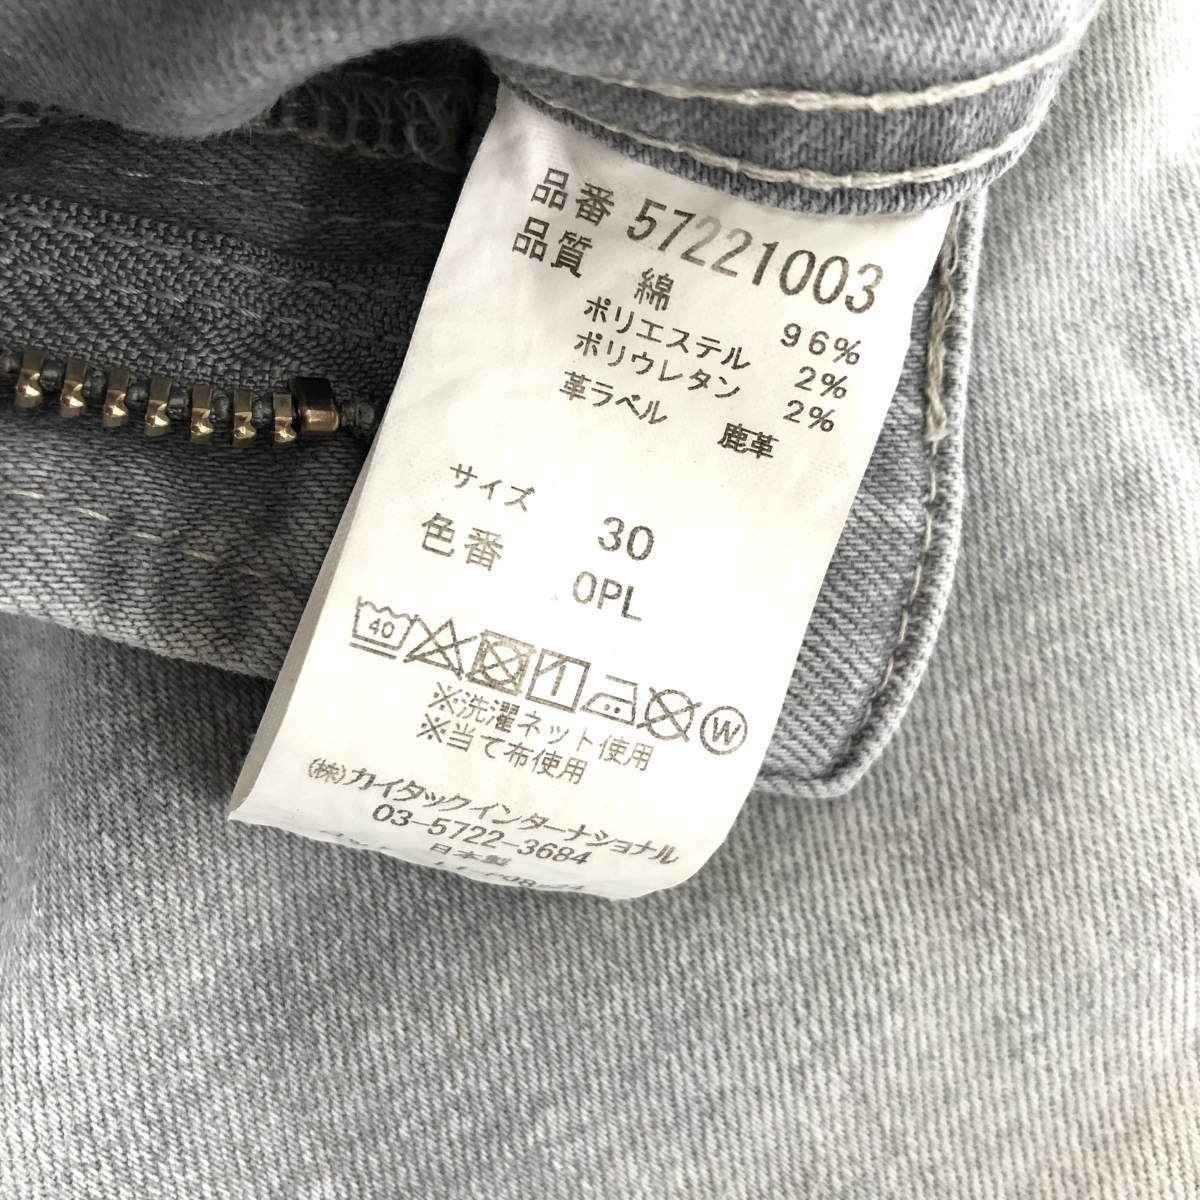 品番 57221003
品質 綿 96%
ポリエステル 2%
ポリウレタン 2%
革ラベル 鹿革
サイズ 30
色番 0PL
40
W
※洗濯ネット使用
※当て布使用
(株)カイタックインターナショナル
03-5722-3684
日本製